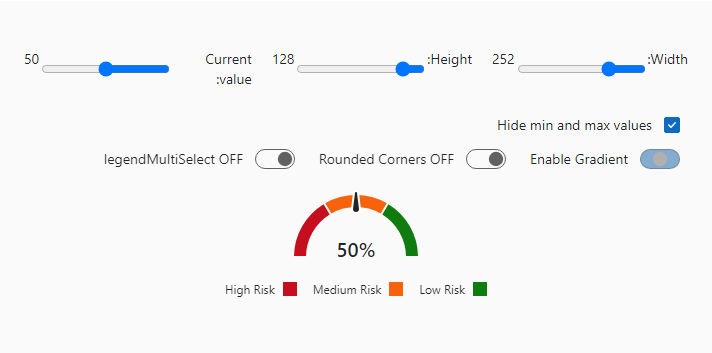 Current :value
50
:Height
128
:Width
252
Hide min and max values
legendMultiSelect OFF
Rounded Corners OFF
Enable Gradient
50%
High Risk
Medium Risk
Low Risk